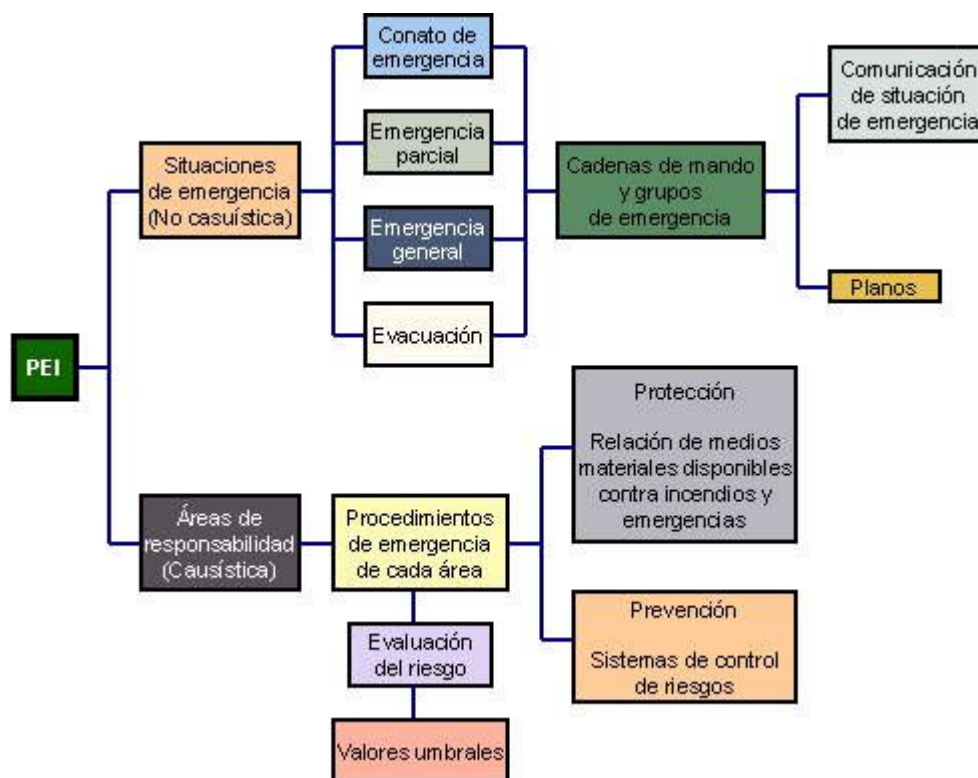 PEI
Situaciones
de emergencia
(No casuística)
Conato de
emergencia
Emergencia
parcial
Emergencia
general
Evacuación
Cadenas de mando
y grupos
de emergencia
Comunicación
de situación
de emergencia
Planos
Áreas de
responsabilidad
(Causística)
Procedimientos
de emergencia
de cada área
Evaluación
del riesgo
Valores umbrales
Protección
Relación de medios
materiales disponibles
contra incendios y
emergencias
Prevención
Sistemas de control
de riesgos